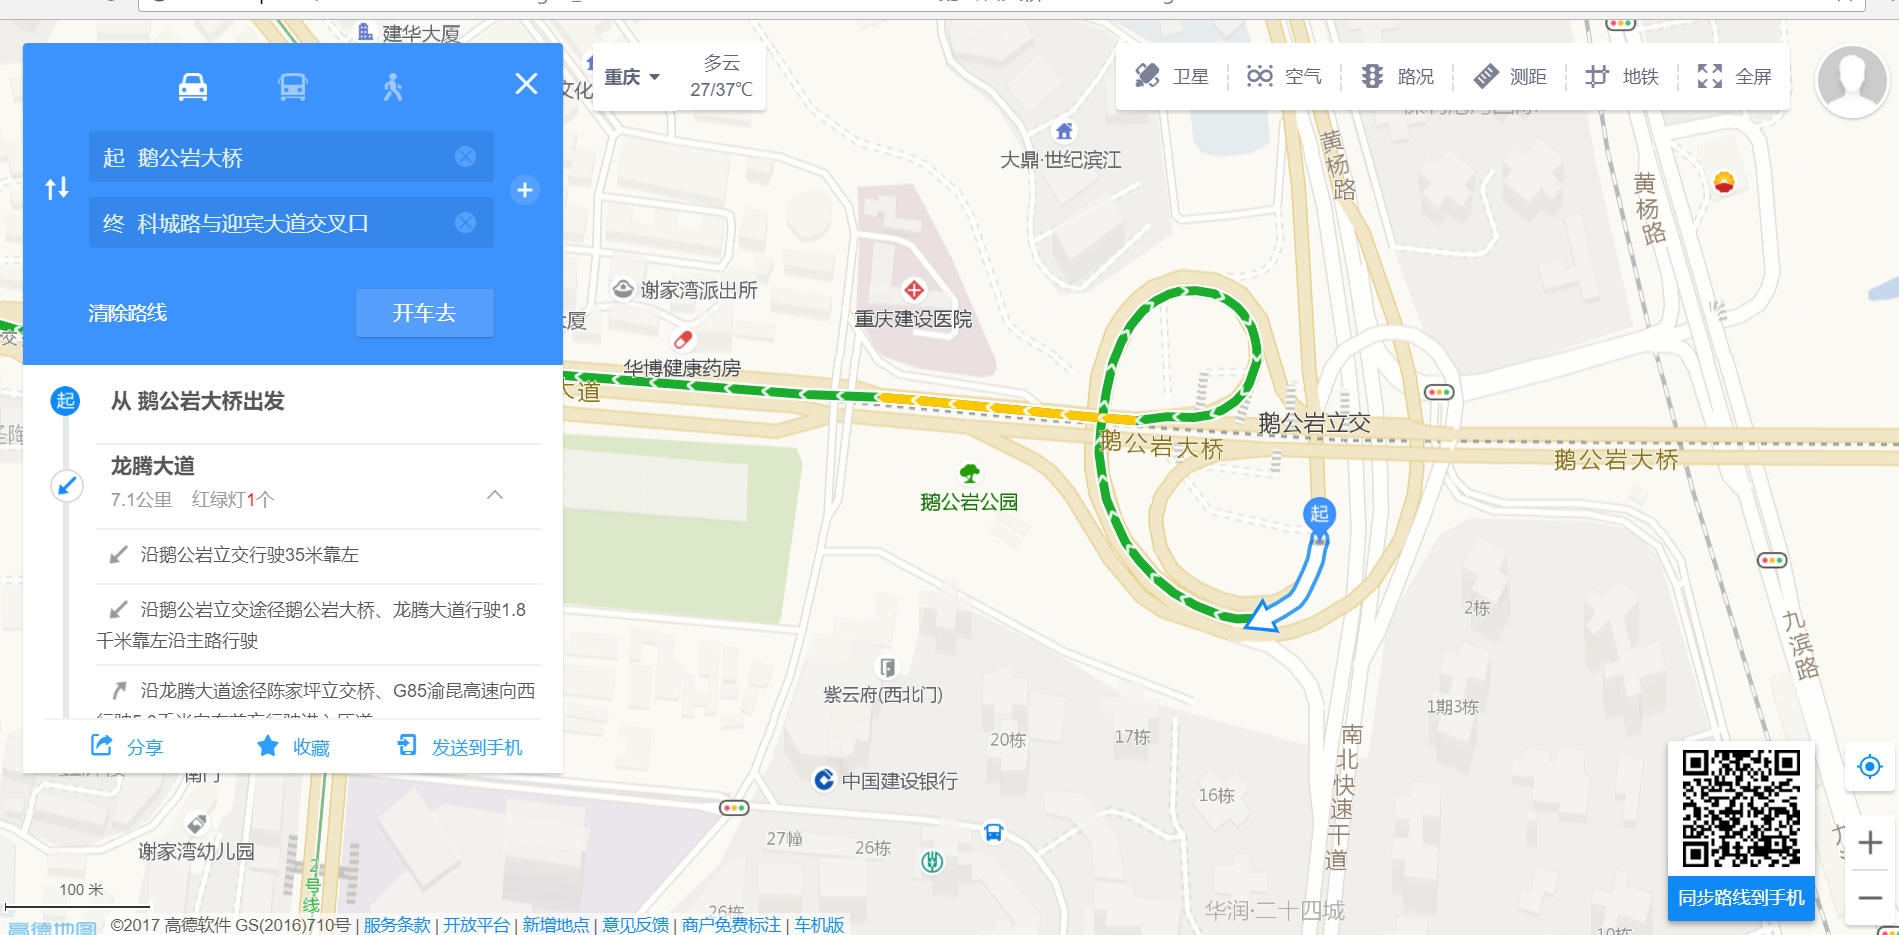 建华大厦
文化
重庆
多云
27/37℃
卫星
空气
路况
测距
地铁
全屏
起 鹅公岩大桥
终 科城路与迎宾大道交叉口
清除路线
开车去
起
从 鹅公岩大桥出发
龙腾大道
7.1公里 红绿灯1个
沿鹅公岩立交行驶35米靠左
沿鹅公岩立交途径鹅公岩大桥、龙腾大道行驶1.8
千米靠左沿主路行驶
沿龙腾大道途径陈家坪立交桥、G85渝昆高速向西
分享
收藏
发送到手机
大鼎·世纪滨江
黄杨路
黄杨路
谢家湾派出所
大厦
重庆建设医院
华博健康药房
大道
鹅公岩立交
鹅公岩大桥
鹅公岩大桥
鹅公岩公园
起
2栋
九滨路
紫云府(西北门)
1期3栋
20栋
17栋
南北快速干道
中国建设银行
16栋
27幢
26栋
26栋
谢家湾幼儿园
南门
2号线
华润·二十四城
10栋
同步路线到手机
100 米
高德地图
©2017 高德软件 GS(2016)710号 | 服务条款 | 开放平台 | 新增地点 | 意见反馈 | 商户免费标注 | 车机版